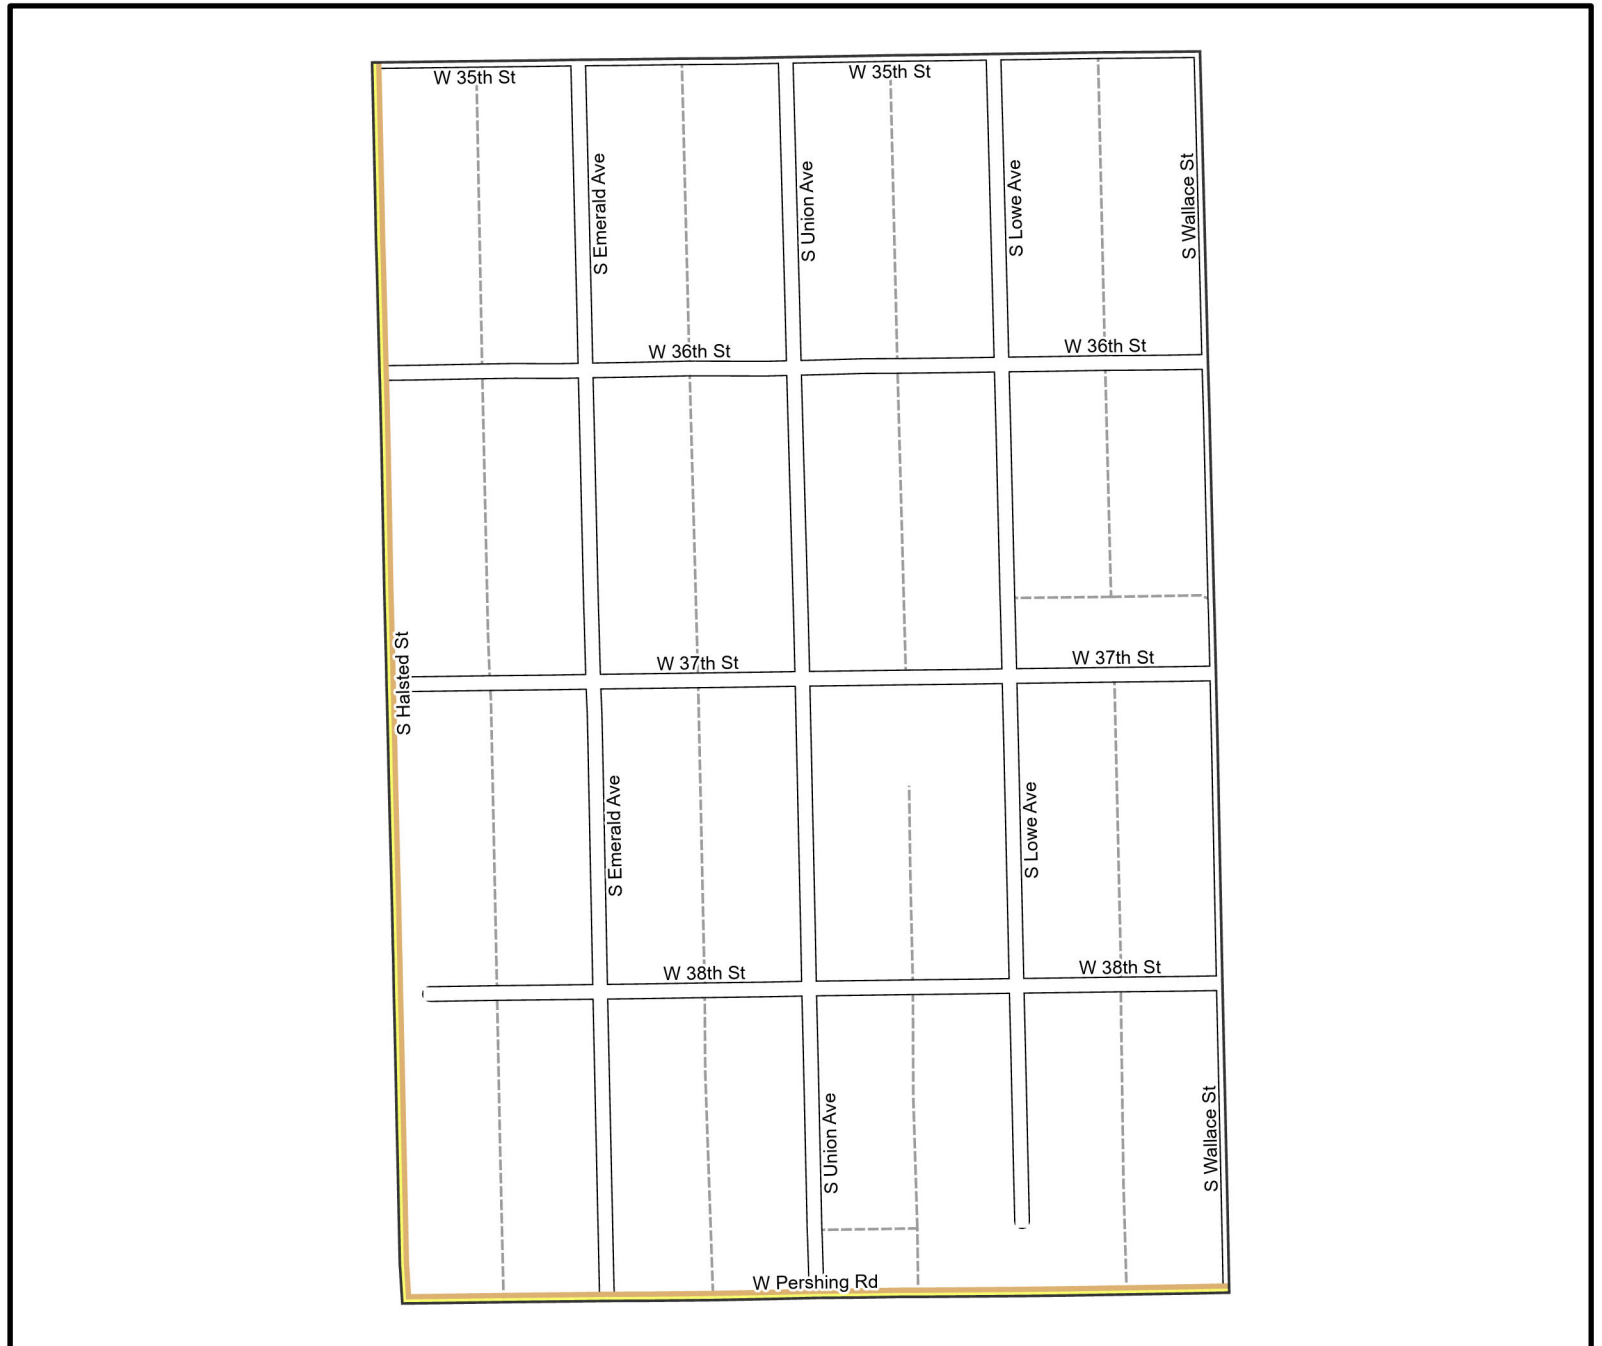 W 35th St
W 35th St
S Emerald Ave
S Union Ave
S Lowe Ave
S Wallace St
W 36th St
W 36th St
S Halsted St
W 37th St
W 37th St
S Emerald Ave
S Lowe Ave
W 38th St
W 38th St
S Union Ave
S Wallace St
W Pershing Rd